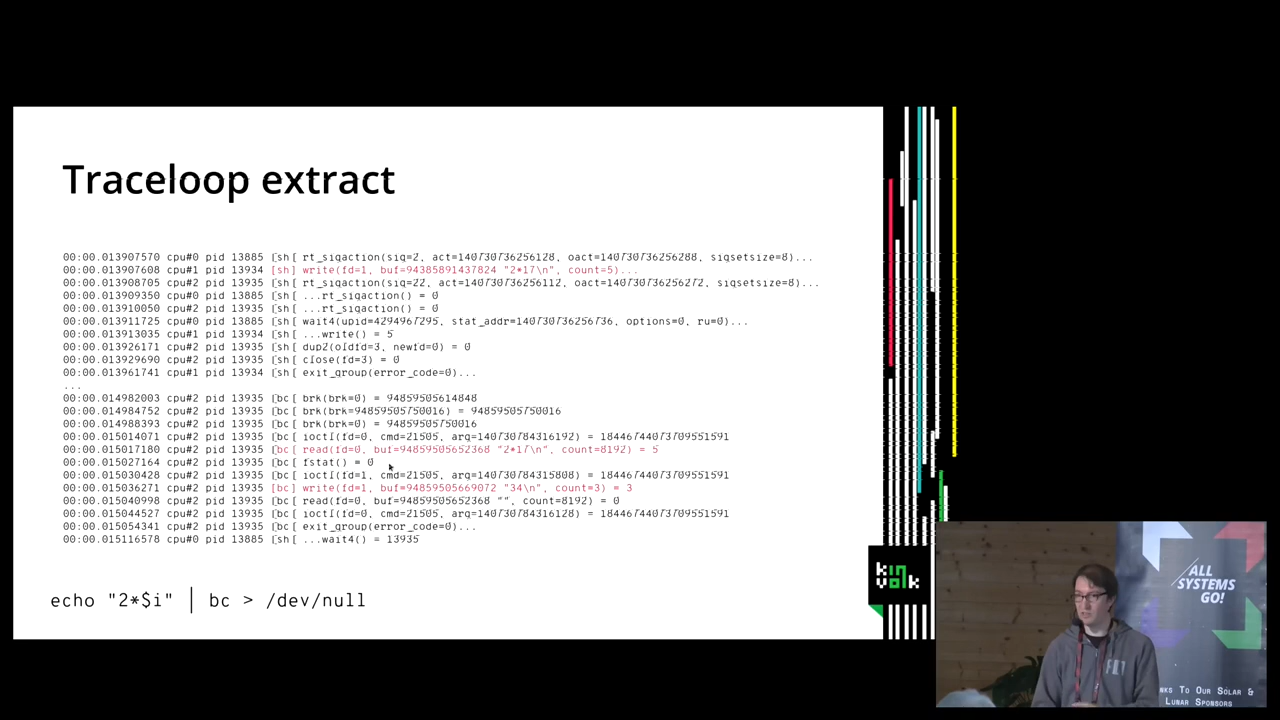 Traceloop extract
00:00.013907570 cpu#0 pid 13885 [sh[ rt_sigaction(sig=2, act=140730736256128, oact=140730736256288, sigsetsize=8)...
00:00.013907608 cpu#1 pid 13934 [sh] write(fd=1, buf=94385891437824 "2*17\n", count=5)...
00:00.013908705 cpu#2 pid 13935 [sh[ rt_sigaction(sig=22, act=140730736256112, oact=140730736256272, sigsetsize=8)...
00:00.013909350 cpu#0 pid 13885 [sh[ ...rt_sigaction() = 0
00:00.013910050 cpu#2 pid 13935 [sh[ ...rt_sigaction() = 0
00:00.013911725 cpu#0 pid 13885 [sh[ wait4(upid=4294967295, stat_addr=140730736256736, options=0, ru=0)...
00:00.013913035 cpu#1 pid 13934 [sh[ ...write() = 5
00:00.013926171 cpu#2 pid 13935 [sh[ dup2(oldfd=3, newfd=0) = 0
00:00.013929690 cpu#2 pid 13935 [sh[ close(fd=3) = 0
00:00.013961741 cpu#1 pid 13934 [sh[ exit_group(error_code=0)...
...
00:00.014982003 cpu#2 pid 13935 [bc[ brk(brk=0) = 94859505614848
00:00.014984752 cpu#2 pid 13935 [bc[ brk(brk=94859505750016) = 94859505750016
00:00.014988393 cpu#2 pid 13935 [bc[ brk(brk=0) = 94859505750016
00:00.015014071 cpu#2 pid 13935 [bc[ ioctl(fd=0, cmd=21505, arg=140730784316192) = 18446744073709551591
00:00.015017180 cpu#2 pid 13935 [bc[ read(fd=0, buf=94859505652368 "2*17\n", count=8192) = 5
00:00.015027164 cpu#2 pid 13935 [bc[ fstat() = 0
00:00.015030428 cpu#2 pid 13935 [bc[ ioctl(fd=1, cmd=21505, arg=140730784315808) = 18446744073709551591
00:00.015036271 cpu#2 pid 13935 [bc] write(fd=1, buf=94859505669072 "34\n", count=3) = 3
00:00.015040998 cpu#2 pid 13935 [bc[ read(fd=0, buf=94859505652368 "", count=8192) = 0
00:00.015044527 cpu#2 pid 13935 [bc[ ioctl(fd=0, cmd=21505, arg=140730784316128) = 18446744073709551591
00:00.015054341 cpu#2 pid 13935 [bc[ exit_group(error_code=0)...
00:00.015116578 cpu#0 pid 13885 [sh[ ...wait4() = 13935
echo "2*$i" | bc > /dev/null
kin
volk
ALL
SYSTEMS
GO!
NKS TO OUR SOLAR &
LUNAR SPONSORS